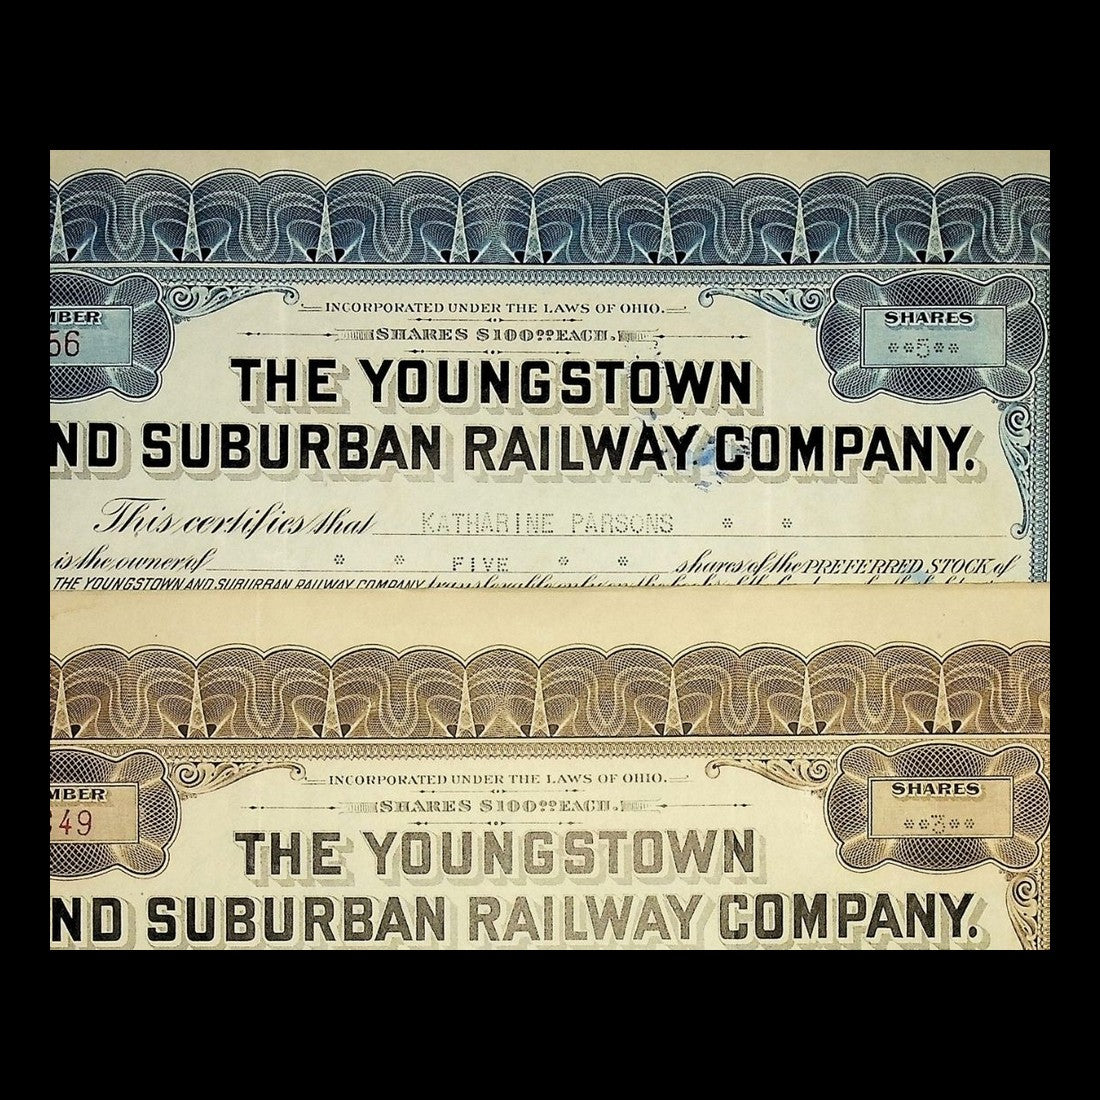 INCORPORATED UNDER THE LAWS OF OHIO.
SHARES $100.00 EACH.
MBER
56
SHARES
**5**
THE YOUNGSTOWN
ND SUBURBAN RAILWAY COMPANY.
This certifies that KATHARINE PARSONS * *
is the owner of * * FIVE * * shares of the PREFERRED STOCK of
THE YOUNGSTOWN AND SUBURBAN RAILWAY COMPANY
INCORPORATED UNDER THE LAWS OF OHIO.
SHARES $100.00 EACH.
MBER
49
SHARES
**3**
THE YOUNGSTOWN
ND SUBURBAN RAILWAY COMPANY.